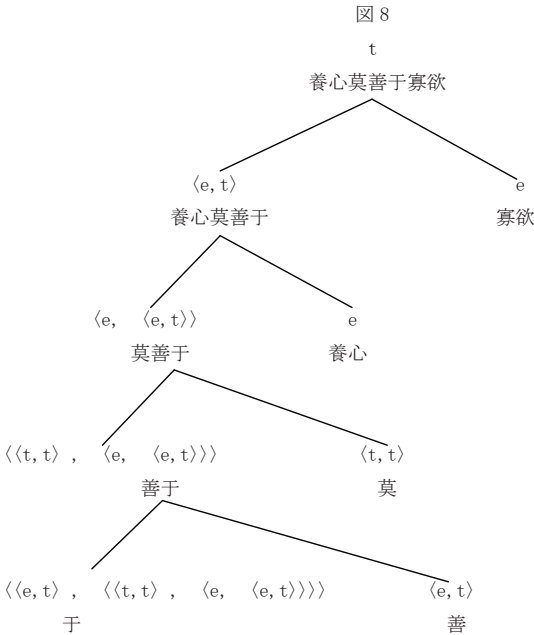 図8
t
養心莫善于寡欲
〈e,t〉 e
養心莫善于 寡欲
〈e, 〈e,t〉〉 e
莫善于 養心
〈〈t,t〉, 〈e, 〈e,t〉〉〉 〈t,t〉
善于 莫
〈〈e,t〉, 〈〈t,t〉, 〈e, 〈e,t〉〉〉〉 〈e,t〉
于 善